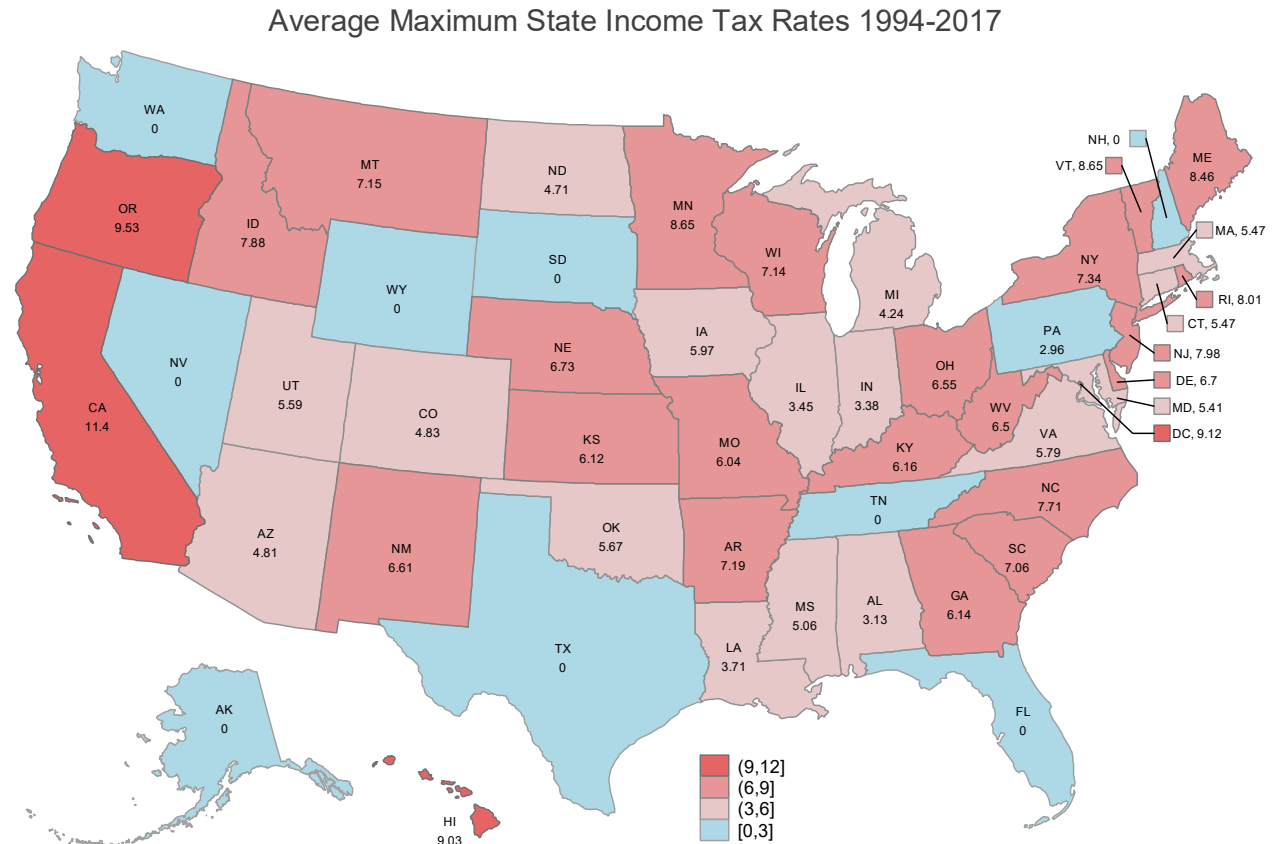 Average Maximum State Income Tax Rates 1994-2017
WA
0
OR
9.53
CA
11.4
NV
0
ID
7.88
MT
7.15
WY
0
UT
5.59
CO
4.83
AZ
4.81
NM
6.61
ND
4.71
SD
0
NE
6.73
KS
6.12
OK
5.67
TX
0
MN
8.65
IA
5.97
MO
6.04
AR
7.19
LA
3.71
WI
7.14
IL
3.45
MI
4.24
IN
3.38
OH
6.55
KY
6.16
TN
0
MS
5.06
AL
3.13
GA
6.14
FL
0
SC
7.06
NC
7.71
VA
5.79
WV
6.5
PA
2.96
NY
7.34
ME
8.46
NH, 0
VT, 8.65
MA, 5.47
RI, 8.01
CT, 5.47
NJ, 7.98
DE, 6.7
MD, 5.41
DC, 9.12
AK
0
HI
9.03
(9,12]
(6,9]
(3,6]
[0,3]